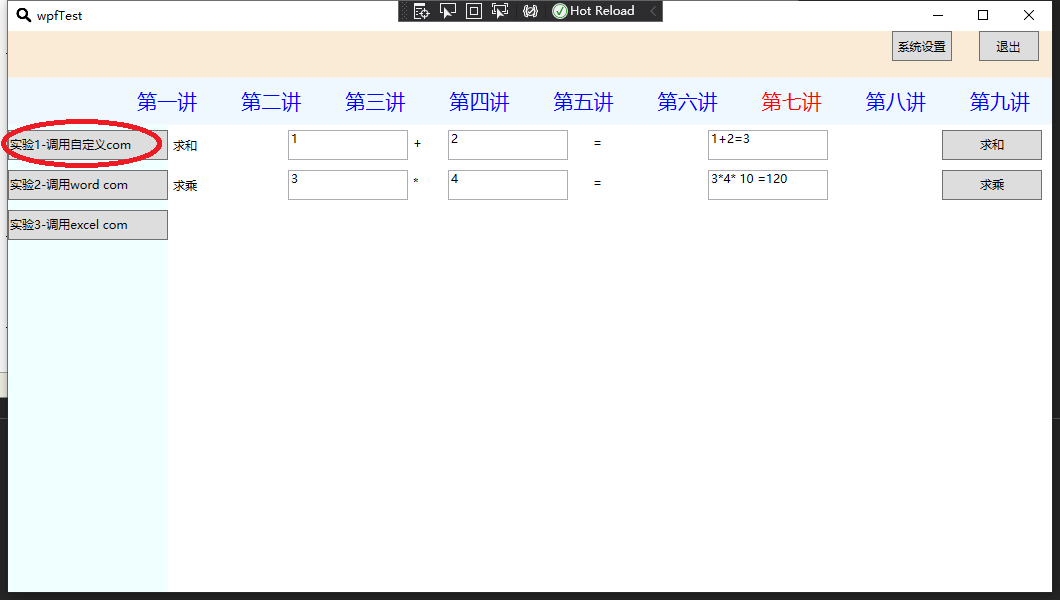 wpfTest
Hot Reload
系统设置 退出
第一讲 第二讲 第三讲 第四讲 第五讲 第六讲 第七讲 第八讲 第九讲
实验1-调用自定义com 求和 1 + 2 = 1+2=3 求和
实验2-调用word com 求乘 3 * 4 = 3*4* 10 =120 求乘
实验3-调用excel com